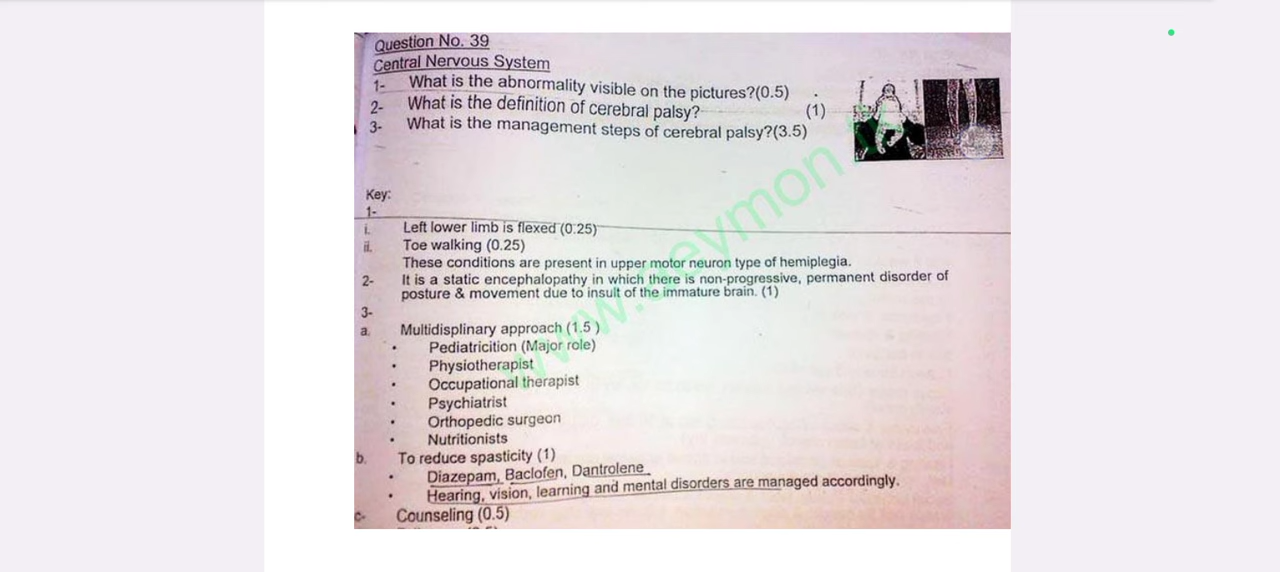 Question No. 39
Central Nervous System
1- What is the abnormality visible on the pictures?(0.5)
2- What is the definition of cerebral palsy? (1)
3- What is the management steps of cerebral palsy?(3.5)
Key:
1-
i. Left lower limb is flexed (0.25)
ii. Toe walking (0.25)
These conditions are present in upper motor neuron type of hemiplegia.
2- It is a static encephalopathy in which there is non-progressive, permanent disorder of
posture & movement due to insult of the immature brain. (1)
3-
a. Multidisplinary approach (1.5 )
• Pediatricition (Major role)
• Physiotherapist
• Occupational therapist
• Psychiatrist
• Orthopedic surgeon
• Nutritionists
b. To reduce spasticity (1)
• Diazepam, Baclofen, Dantrolene
• Hearing, vision, learning and mental disorders are managed accordingly.
c- Counseling (0.5)